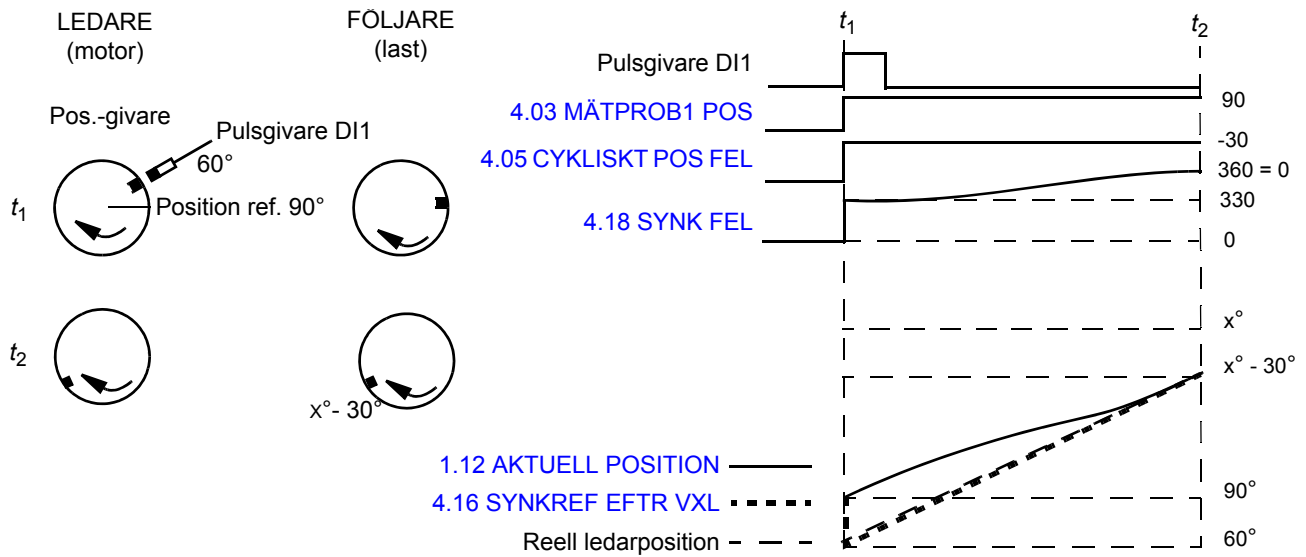 LEDARE
(motor)
FÖLJARE
(last)
Pos.-givare
Pulsgivare DI1
60°
t1
Position ref. 90°
t2
x°- 30°
t1
t2
Pulsgivare DI1
4.03 MÄTPROB1 POS
90
4.05 CYKLISKT POS FEL
-30
360 = 0
330
4.18 SYNK FEL
0
x°
x° - 30°
1.12 AKTUELL POSITION
4.16 SYNKREF EFTR VXL
90°
Reell ledarposition
60°